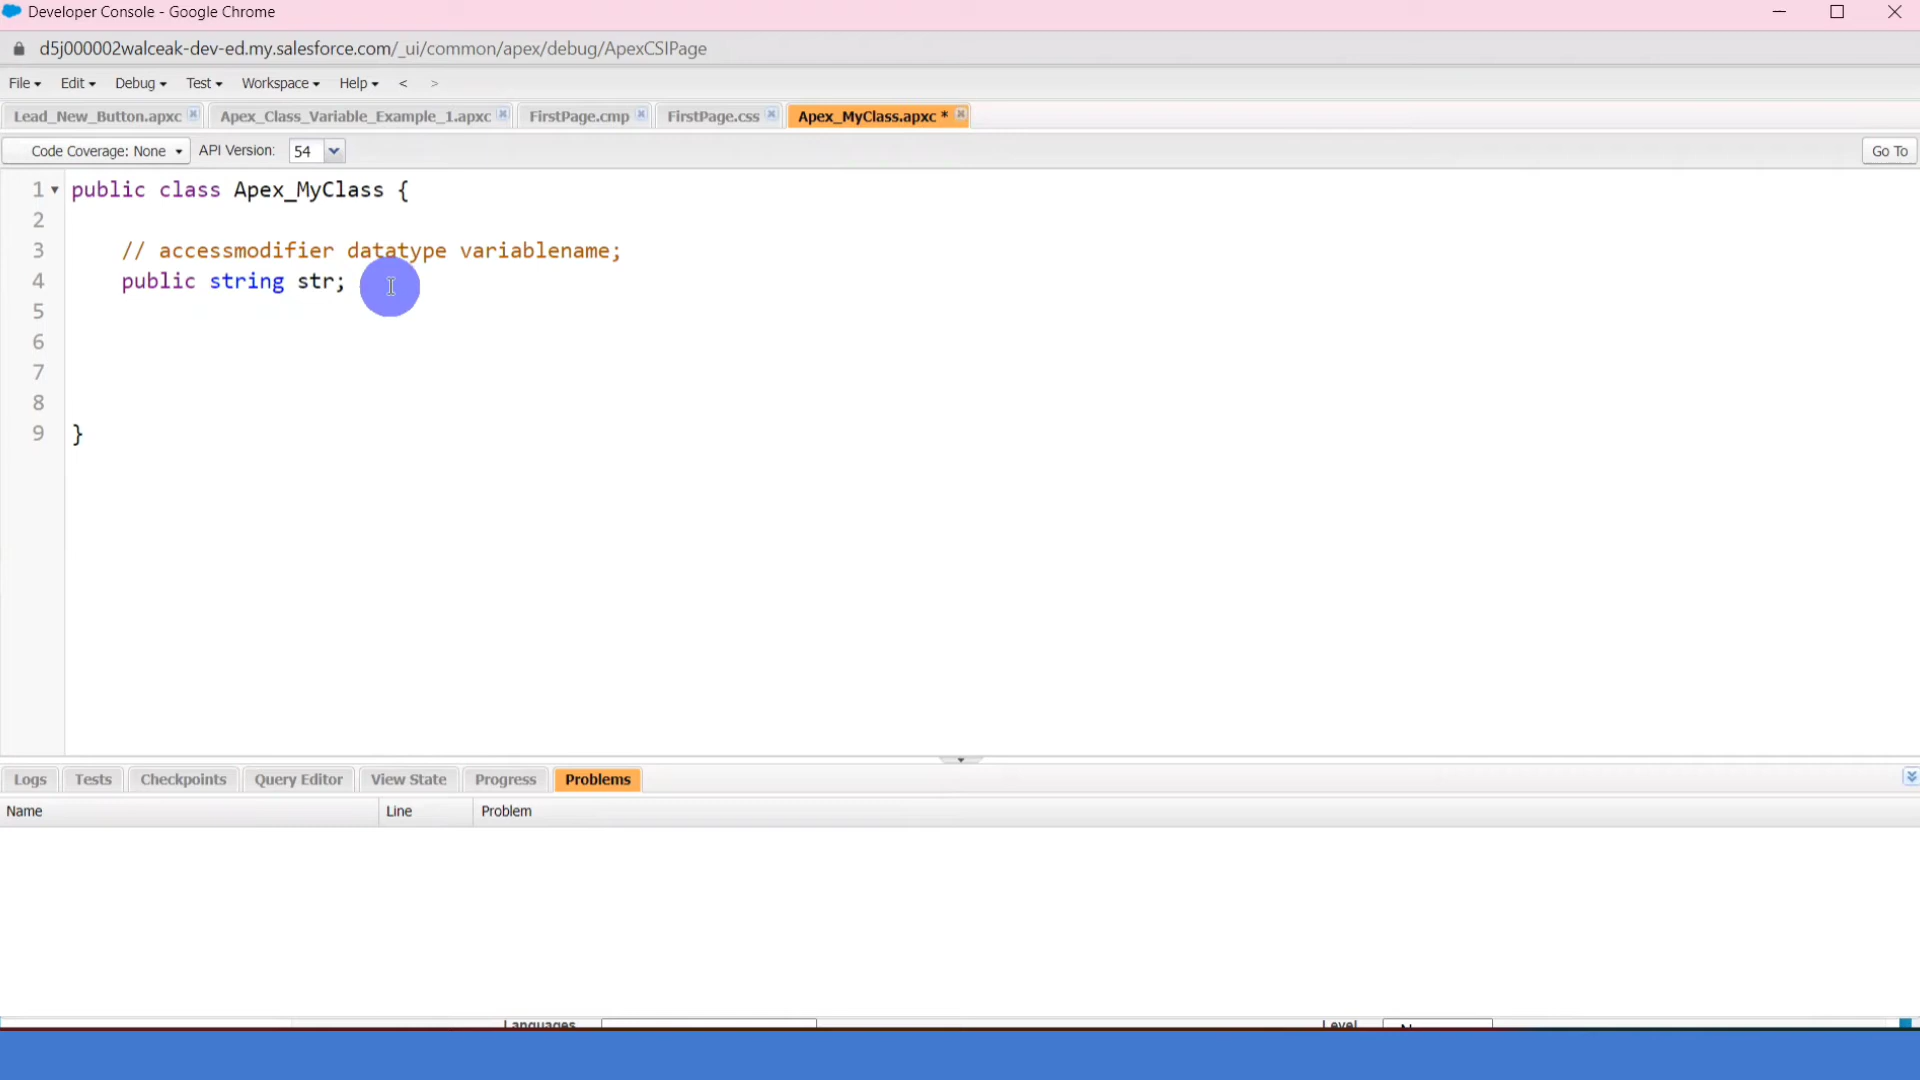 Developer Console - Google Chrome
d5j000002walceak-dev-ed.my.salesforce.com/_ui/common/apex/debug/ApexCSIPage
File Edit Debug Test Workspace Help < >
Lead_New_Button.apxc Apex_Class_Variable_Example_1.apxc FirstPage.cmp FirstPage.css Apex_MyClass.apxc *
Code Coverage: None API Version: 54 Go To
1 public class Apex_MyClass {
2
3 // accessmodifier datatype variablename;
4 public string str;
5
6
7
8
9 }
Logs Tests Checkpoints Query Editor View State Progress Problems
Name Line Problem
Languages Level